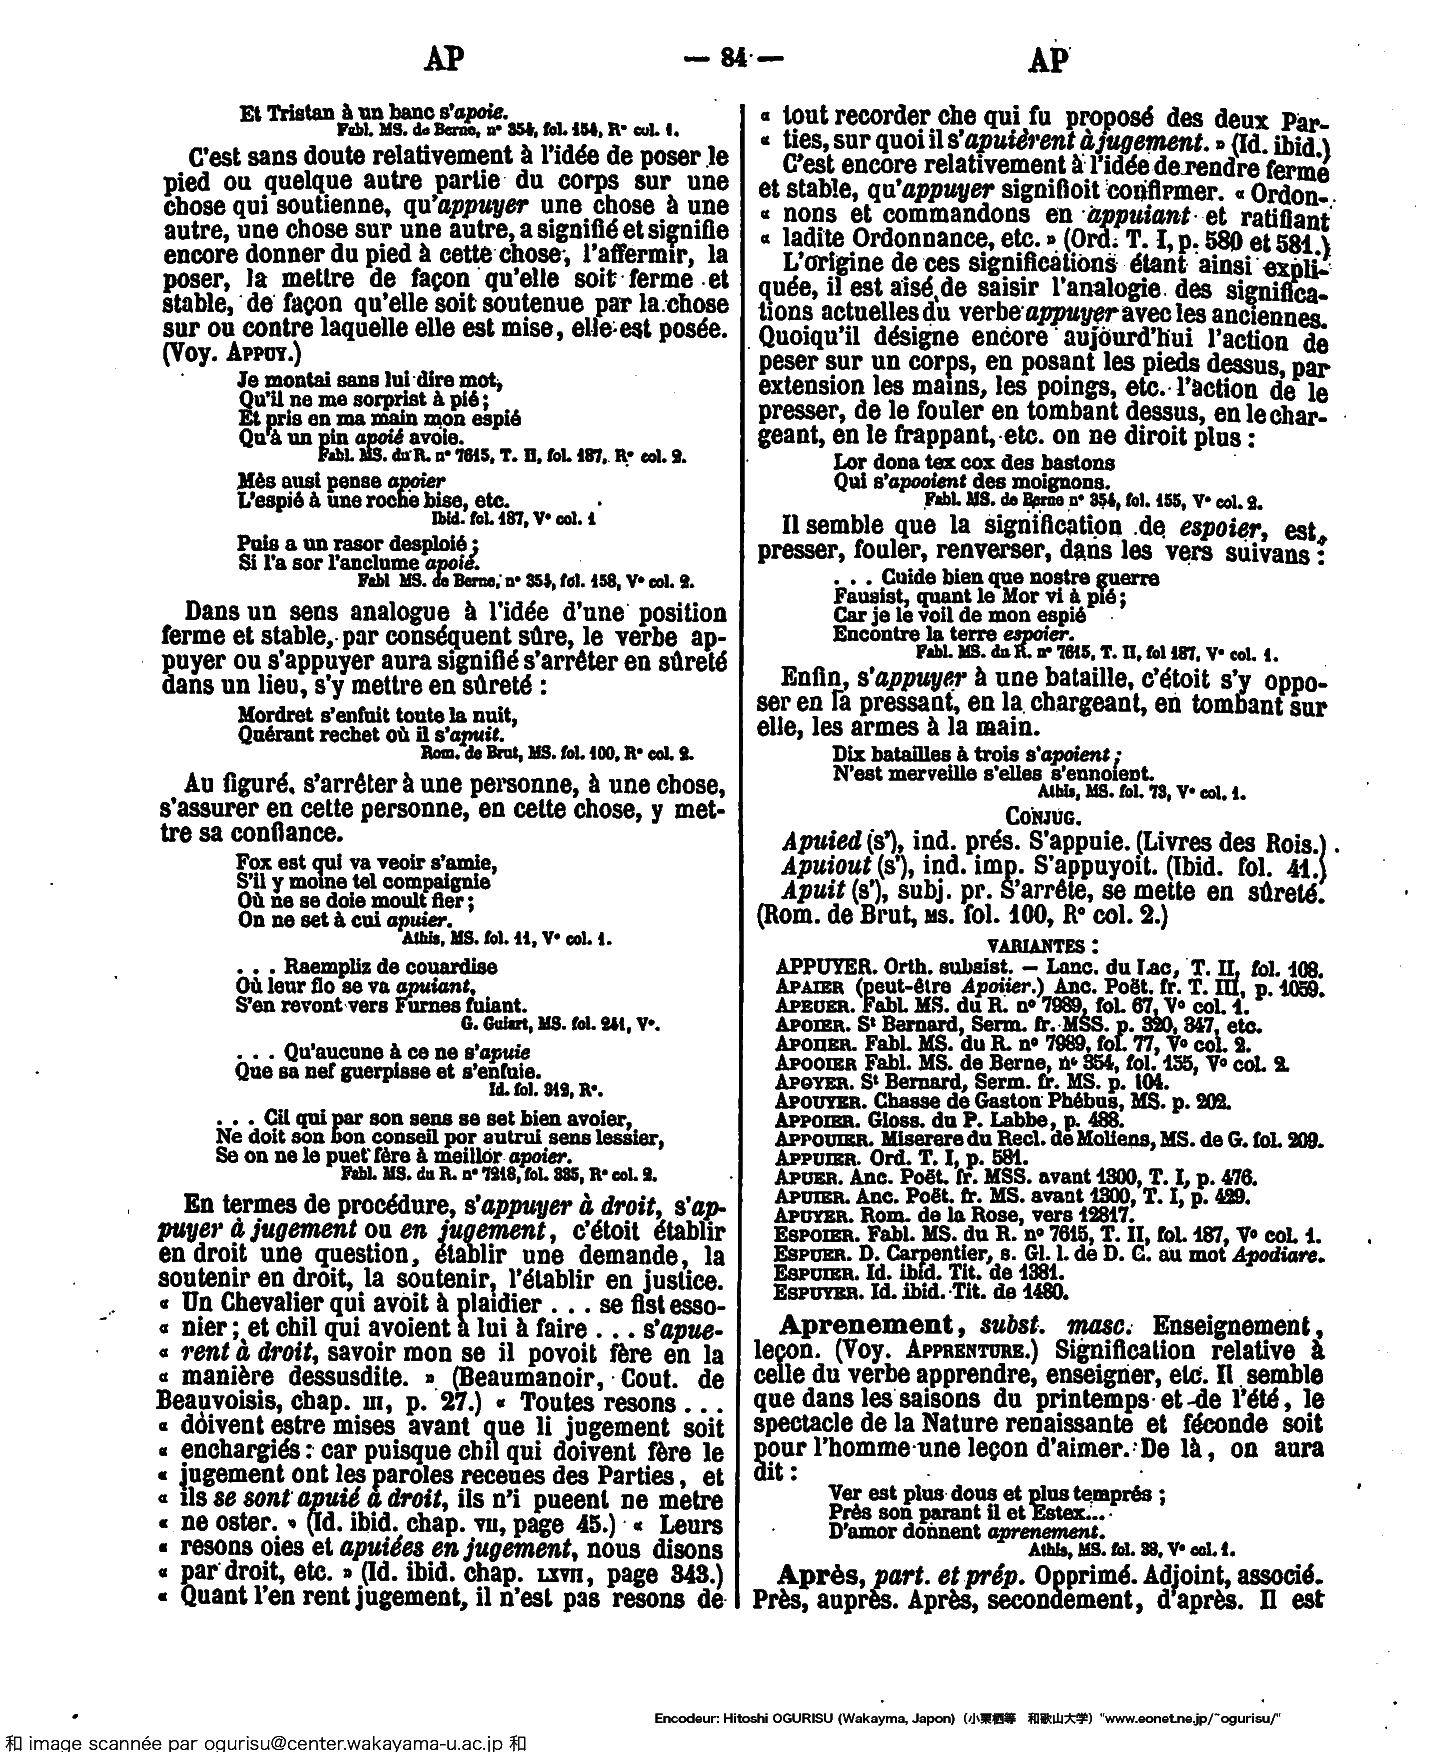 AP
— 84 —
AP
Et Tristan à un banc s'apoie.
Fabl. MS. de Berne, n° 354, fol. 154, R° col. 1.
C'est sans doute relativement à l'idée de poser le
pied ou quelque autre partie du corps sur une
chose qui soutienne, qu'appuyer une chose à une
autre, une chose sur une autre, a signifié et signifie
encore donner du pied à cette chose, l'affermir, la
poser, la mettre de façon qu'elle soit ferme et
stable, de façon qu'elle soit soutenue par la chose
sur ou contre laquelle elle est mise, elle est posée.
(Voy. APPUY.)
Je montai sans lui dire mot,
Qu'il ne me sorprist à pié;
Et pris en ma main mon espié
Qu'à un pin apoié avoie.
Fabl. MS. du R. n° 7615, T. II, fol. 187, R° col. 2.
Mès ausi pense apoier
L'espié à une roche bise, etc.
Ibid. fol. 187, V° col. 1
Puis a un rasor desploié;
Si l'a sor l'anclume apoié.
Fabl MS. de Berne, n° 354, fol. 158, V° col. 2.
Dans un sens analogue à l'idée d'une position
ferme et stable, par conséquent sûre, le verbe ap-
puyer ou s'appuyer aura signifié s'arrêter en sûreté
dans un lieu, s'y mettre en sûreté :
Mordret s'enfuit toute la nuit,
Quérant rechet où il s'apuit.
Rom. de Brut, MS. fol. 100, R° col. 2.
Au figuré, s'arrêter à une personne, à une chose,
s'assurer en cette personne, en cette chose, y met-
tre sa confiance.
Fox est qui va veoir s'amie,
S'il y moine tel compaignie
Où ne se doie moult fier;
On ne set à cui apuier.
Athis, MS. fol. 11, V° col. 1.
. . . Raempliz de couardise
Où leur flo se va apuiant,
S'en revont vers Furnes fuiant.
G. Guiart, MS. fol. 241, V°.
. . . Qu'aucune à ce ne s'apuie
Que sa nef guerpisse et s'enfuie.
Id. fol. 312, R°.
. . . Cil qui par son sens se set bien avoier,
Ne doit son bon conseil por autrui sens lessier,
Se on ne le puet fère à meillor apoier.
Fabl. MS. du R. n° 7218, fol. 335, R° col. 2.
En termes de procédure, s'appuyer à droit, s'ap-
puyer à jugement ou en jugement, c'étoit établir
en droit une question, établir une demande, la
soutenir en droit, la soutenir, l'établir en justice.
« Un Chevalier qui avoit à plaidier . . . se fist esso-
« nier; et chil qui avoient à lui à faire . . . s'apue-
« rent à droit, savoir mon se il povoit fère en la
« manière dessusdite. » (Beaumanoir, Cout. de
Beauvoisis, chap. III, p. 27.) « Toutes resons . . .
« doivent estre mises avant que li jugement soit
« enchargiés : car puisque chil qui doivent fère le
« jugement ont les paroles receues des Parties, et
« ils se sont apuié à droit, ils n'i pueent ne metre
« ne oster. » (Id. ibid. chap. VII, page 45.) « Leurs
« resons oies et apuiées en jugement, nous disons
« par droit, etc. » (Id. ibid. chap. LXVII, page 343.)
« Quant l'en rent jugement, il n'est pas resons de
« tout recorder che qui fu proposé des deux Par-
« ties, sur quoi il s'apuièrent à jugement. » (Id. ibid.)
C'est encore relativement à l'idée de rendre ferme
et stable, qu'appuyer signifioit confirmer. « Ordon-
« nons et commandons en appuiant et ratifiant
« ladite Ordonnance, etc. » (Ord. T. I, p. 580 et 581.)
L'origine de ces significations étant ainsi expli-
quée, il est aisé de saisir l'analogie des significa-
tions actuelles du verbe appuyer avec les anciennes.
Quoiqu'il désigne encore aujourd'hui l'action de
peser sur un corps, en posant les pieds dessus, par
extension les mains, les poings, etc. l'action de le
presser, de le fouler en tombant dessus, en le char-
geant, en le frappant, etc. on ne diroit plus :
Lor dona tex cox des bastons
Qui s'apooient des moignons.
Fabl. MS. de Berne n° 354, fol. 155, V° col. 2.
Il semble que la signification de espoier, est,
presser, fouler, renverser, dans les vers suivans :
. . . Cuide bien que nostre guerre
Fausist, quant le Mor vi à pié;
Car je le voil de mon espié
Encontre la terre espoier.
Fabl. MS. du R. n° 7615, T. II, fol 187, V° col. 1.
Enfin, s'appuyer à une bataille, c'étoit s'y oppo-
ser en la pressant, en la chargeant, en tombant sur
elle, les armes à la main.
Dix batailles à trois s'apoient;
N'est merveille s'elles s'ennoient.
Athis, MS. fol. 73, V° col. 1.
CONJUG.
Apuied (s'), ind. prés. S'appuie. (Livres des Rois.)
Apuiout (s'), ind. imp. S'appuyoit. (Ibid. fol. 41.)
Apuit (s'), subj. pr. S'arrête, se mette en sûreté.
(Rom. de Brut, MS. fol. 100, R° col. 2.)
VARIANTES :
APPUYER. Orth. subsist. — Lanc. du Lac, T. II, fol. 108.
APAIER (peut-être Apoiier.) Anc. Poët. fr. T. III, p. 1059.
APEUER. Fabl. MS. du R. n° 7989, fol. 67, V° col. 1.
APOIER. St Bernard, Serm. fr. MSS. p. 320, 347, etc.
APOIIER. Fabl. MS. du R. n° 7989, fol. 77, V° col. 2.
APOOIER Fabl. MS. de Berne, n° 354, fol. 155, V° col. 2.
APOYER. St Bernard, Serm. fr. MS. p. 104.
APOUYER. Chasse de Gaston Phébus, MS. p. 202.
APPOIER. Gloss. du P. Labbe, p. 488.
APPOUIER. Miserere du Recl. de Moliens, MS. de G. fol. 209.
APPUIER. Ord. T. I, p. 581.
APUER. Anc. Poët. fr. MSS. avant 1300, T. I, p. 476.
APUIER. Anc. Poët. fr. MS. avant 1300, T. I, p. 429.
APUYER. Rom. de la Rose, vers 12817.
ESPOIER. Fabl. MS. du R. n° 7615, T. II, fol. 187, V° col. 1.
ESPUER. D. Carpentier, s. Gl. l. de D. C. au mot Apodiare.
ESPUIER. Id. ibid. Tit. de 1381.
ESPUYER. Id. ibid. Tit. de 1480.
Aprenement, subst. masc. Enseignement,
leçon. (Voy. APPRENTURE.) Signification relative à
celle du verbe apprendre, enseigner, etc. Il semble
que dans les saisons du printemps et de l'été, le
spectacle de la Nature renaissante et féconde soit
pour l'homme une leçon d'aimer. De là, on aura
dit :
Ver est plus dous et plus temprés;
Près son parant il et Estex...
D'amor donnent aprenement.
Athis, MS. fol. 38, V° col. 1.
Après, part. et prép. Opprimé. Adjoint, associé.
Près, auprès. Après, secondement, d'après. Il est
Encodeur: Hitoshi OGURISU (Wakayma, Japon) (小栗栖等 和歌山大学) "www.eonet.ne.jp/~ogurisu/"
和 image scannée par ogurisu@center.wakayama-u.ac.jp 和